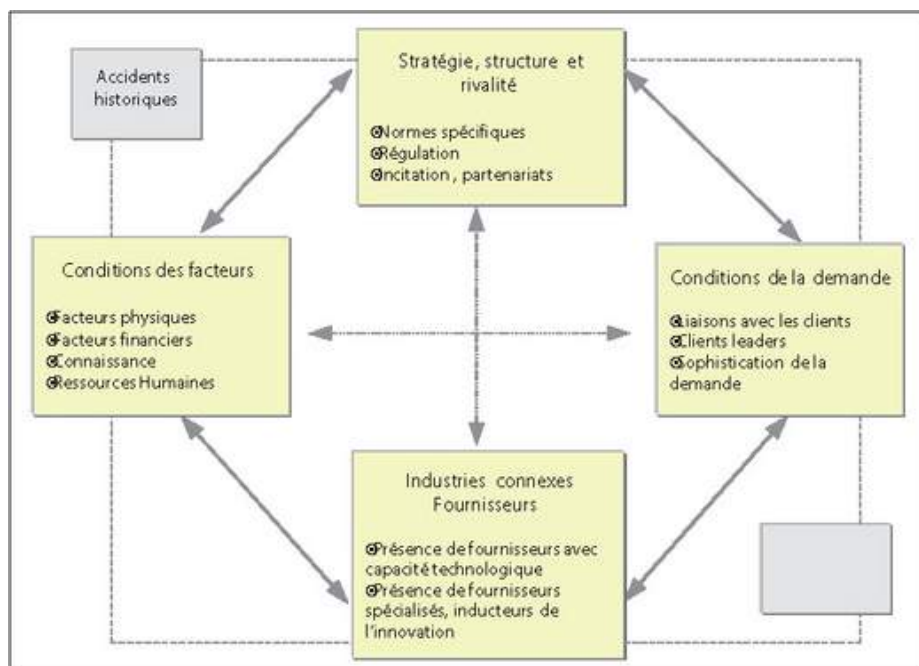 Accidents
historiques
Stratégie, structure et
rivalité
Normes spécifiques
Régulation
Incitation, partenariats
Conditions des facteurs
Facteurs physiques
Facteurs financiers
Connaissance
Ressources Humaines
Conditions de la demande
Liaisons avec les clients
Clients leaders
Sophistication de la
demande
Industries connexes
Fournisseurs
Présence de fournisseurs avec
capacité technologique
Présence de fournisseurs
spécialisés, inducteurs de
l'innovation